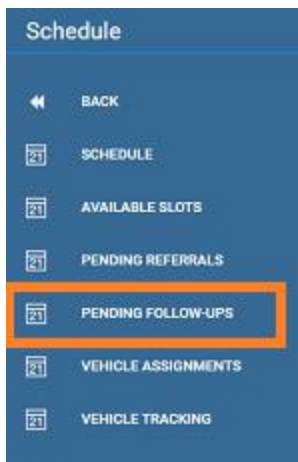 Schedule
BACK
21 SCHEDULE
21 AVAILABLE SLOTS
21 PENDING REFERRALS
21 PENDING FOLLOW-UPS
21 VEHICLE ASSIGNMENTS
21 VEHICLE TRACKING